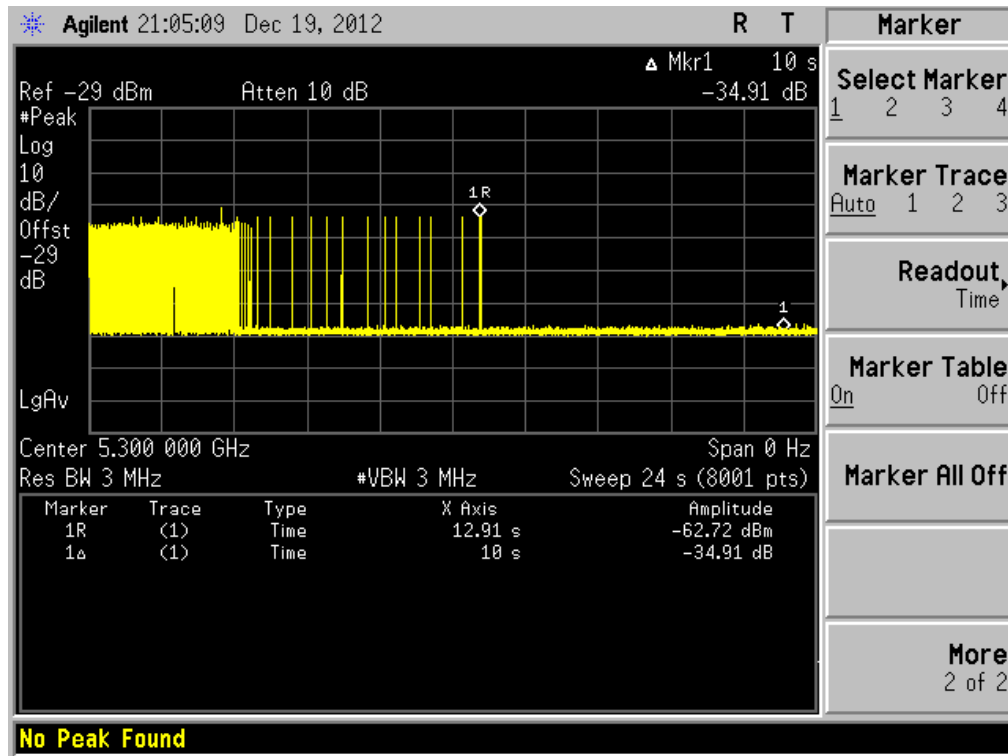 Agilent 21:05:09 Dec 19, 2012 R T
Δ Mkr1 10 s
Ref -29 dBm Atten 10 dB -34.91 dB
#Peak
Log
10
dB/
Offst
-29
dB
LgAv
1R
1
Center 5.300 000 GHz Span 0 Hz
Res BW 3 MHz #VBW 3 MHz Sweep 24 s (8001 pts)
Marker Trace Type X Axis Amplitude
1R (1) Time 12.91 s -62.72 dBm
1Δ (1) Time 10 s -34.91 dB
No Peak Found
Marker
Select Marker
1 2 3 4
Marker Trace
Auto 1 2 3
Readout
Time
Marker Table
On Off
Marker All Off
More
2 of 2